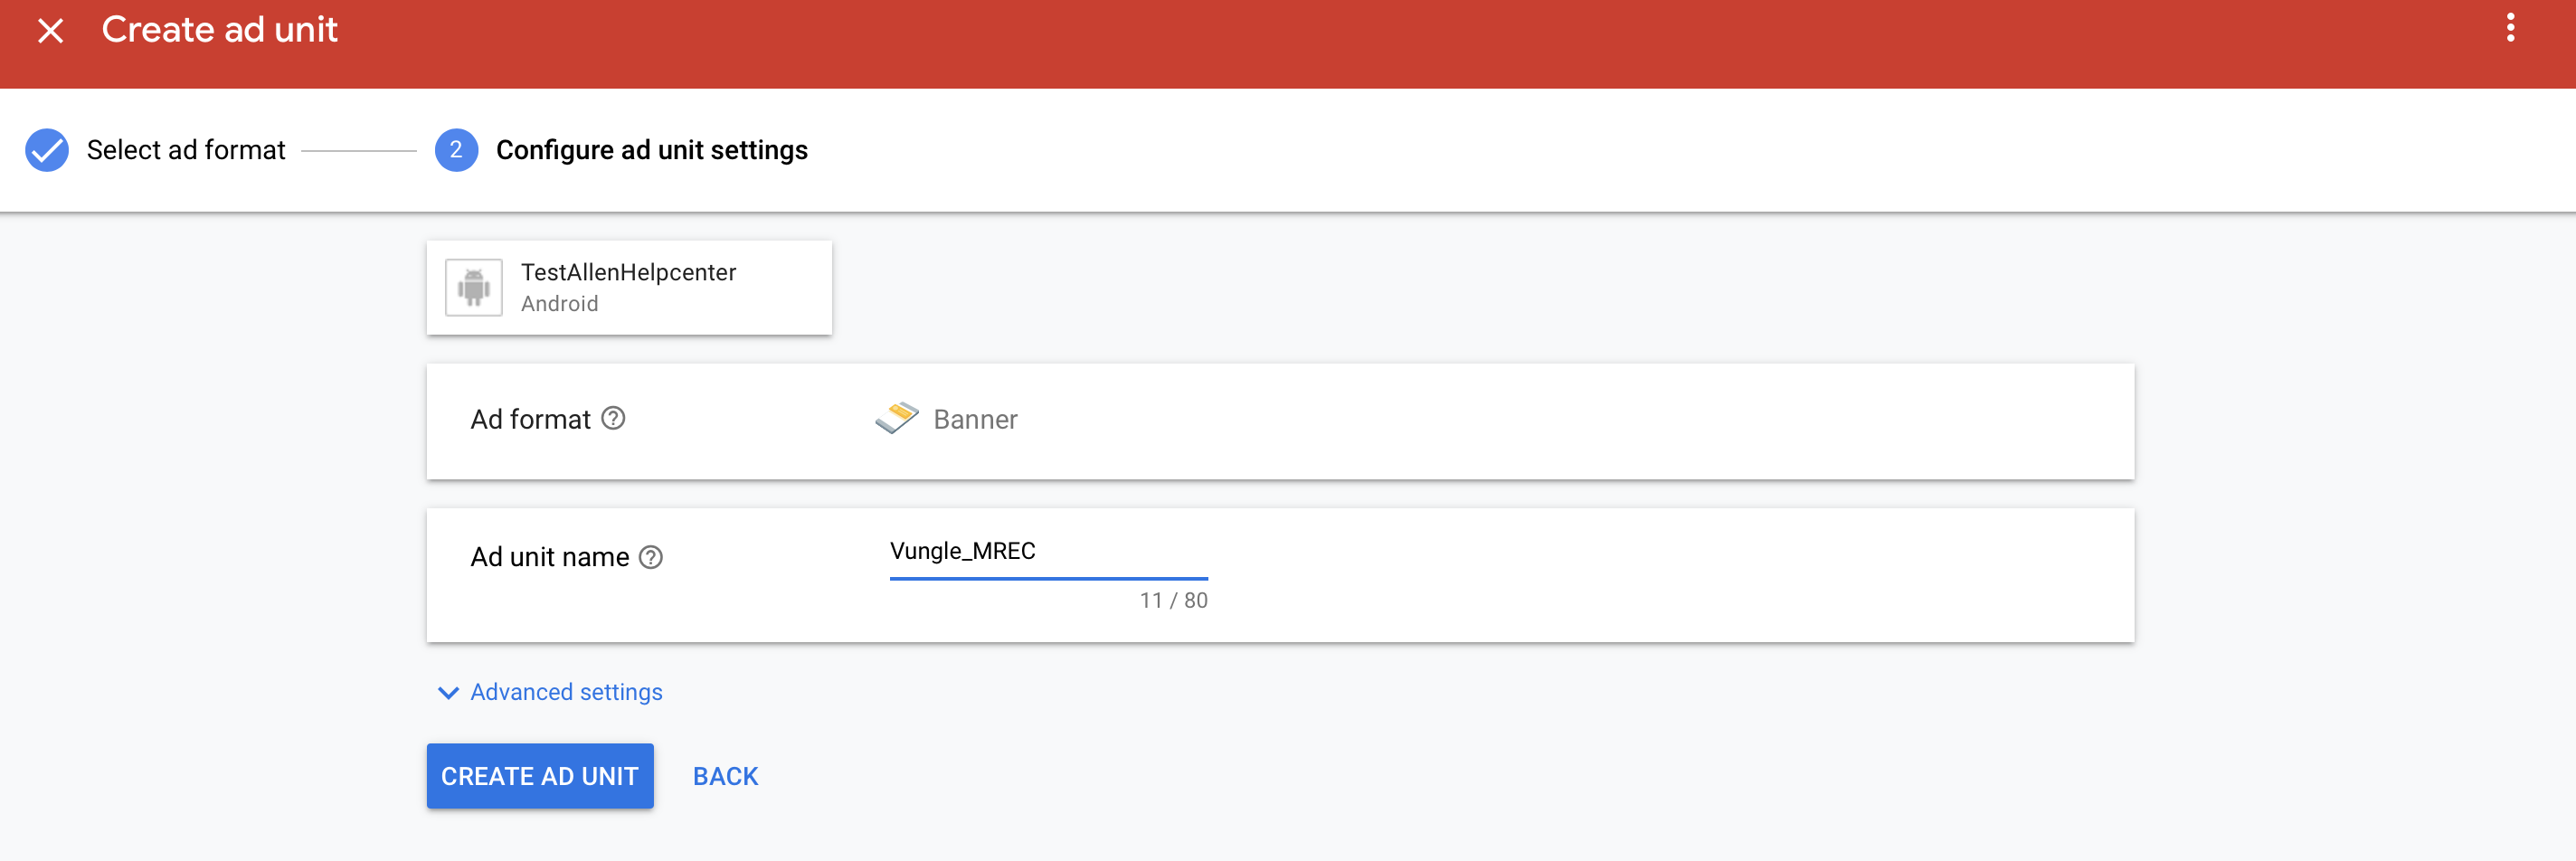 Create ad unit
Select ad format
2 Configure ad unit settings
TestAllenHelpcenter
Android
Ad format ? Banner
Ad unit name ? Vungle_MREC
11 / 80
Advanced settings
CREATE AD UNIT BACK